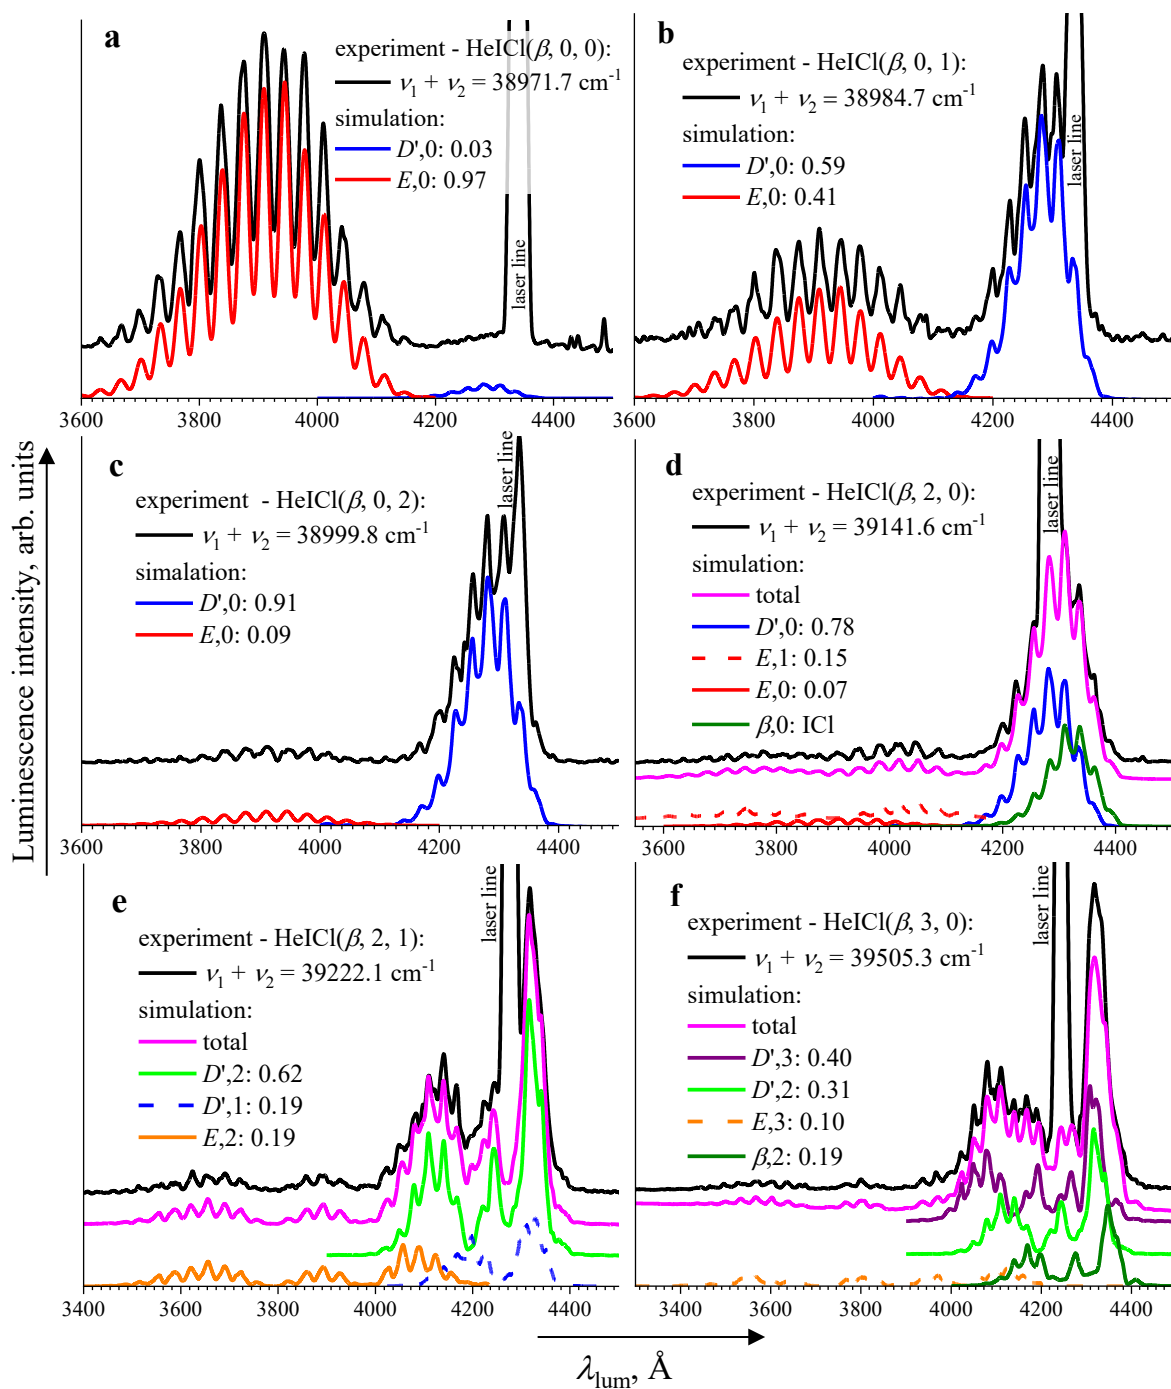 a
experiment - HeICl(β, 0, 0):
ν1 + ν2 = 38971.7 cm-1
simulation:
D',0: 0.03
E,0: 0.97
laser line
3600 3800 4000 4200 4400
b
experiment - HeICl(β, 0, 1):
ν1 + ν2 = 38984.7 cm-1
simulation:
D',0: 0.59
E,0: 0.41
laser line
3600 3800 4000 4200 4400
Luminescence intensity, arb. units
c
experiment - HeICl(β, 0, 2):
ν1 + ν2 = 38999.8 cm-1
simalation:
D',0: 0.91
E,0: 0.09
laser line
3600 3800 4000 4200 4400
d
experiment - HeICl(β, 2, 0):
ν1 + ν2 = 39141.6 cm-1
simulation:
total
D',0: 0.78
E,1: 0.15
E,0: 0.07
β,0: ICl
laser line
3600 3800 4000 4200 4400
e
experiment - HeICl(β, 2, 1):
ν1 + ν2 = 39222.1 cm-1
simulation:
total
D',2: 0.62
D',1: 0.19
E,2: 0.19
laser line
3400 3600 3800 4000 4200 4400
f
experiment - HeICl(β, 3, 0):
ν1 + ν2 = 39505.3 cm-1
simulation:
total
D',3: 0.40
D',2: 0.31
E,3: 0.10
β,2: 0.19
laser line
3400 3600 3800 4000 4200 4400
λlum, Å